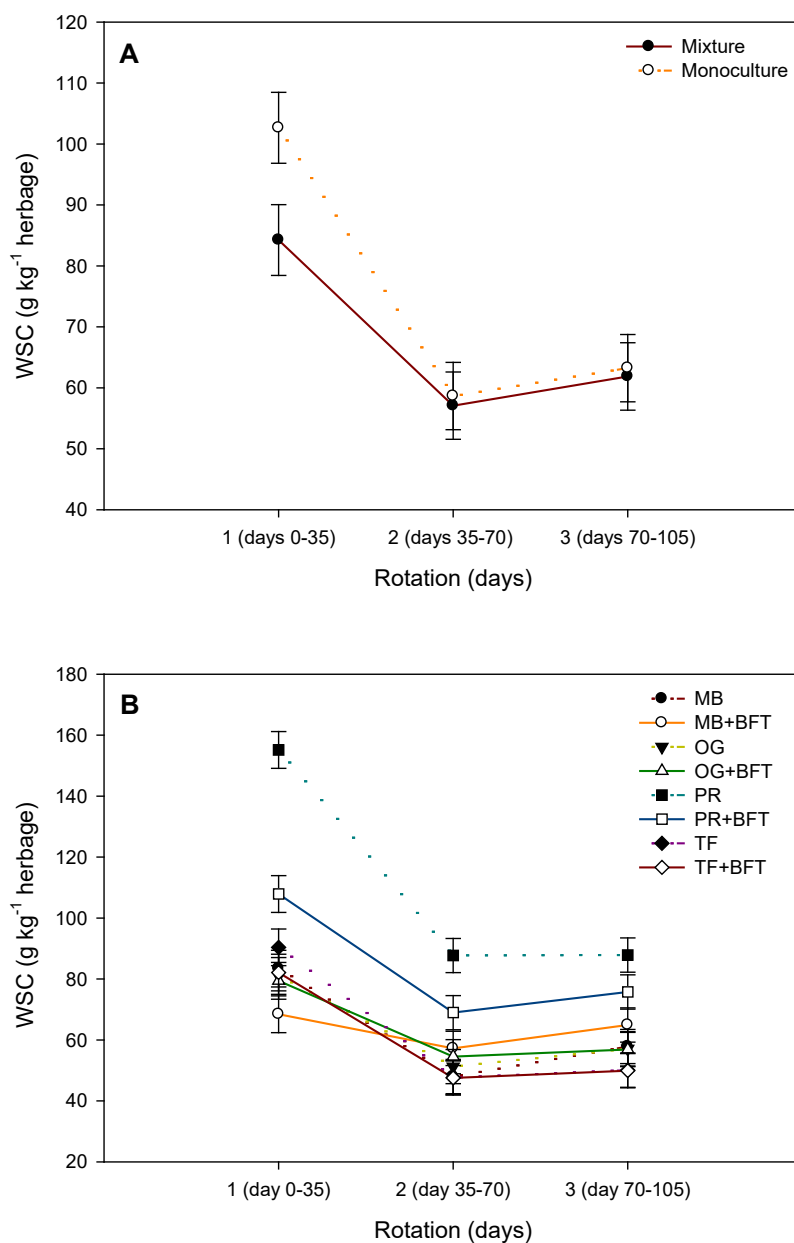 A
Mixture
Monoculture
120
110
100
90
80
70
60
50
40
WSC (g kg⁻¹ herbage)
1 (days 0-35)
2 (days 35-70)
3 (days 70-105)
Rotation (days)
B
MB
MB+BFT
OG
OG+BFT
PR
PR+BFT
TF
TF+BFT
180
160
140
120
100
80
60
40
20
WSC (g kg⁻¹ herbage)
1 (day 0-35)
2 (day 35-70)
3 (day 70-105)
Rotation (days)